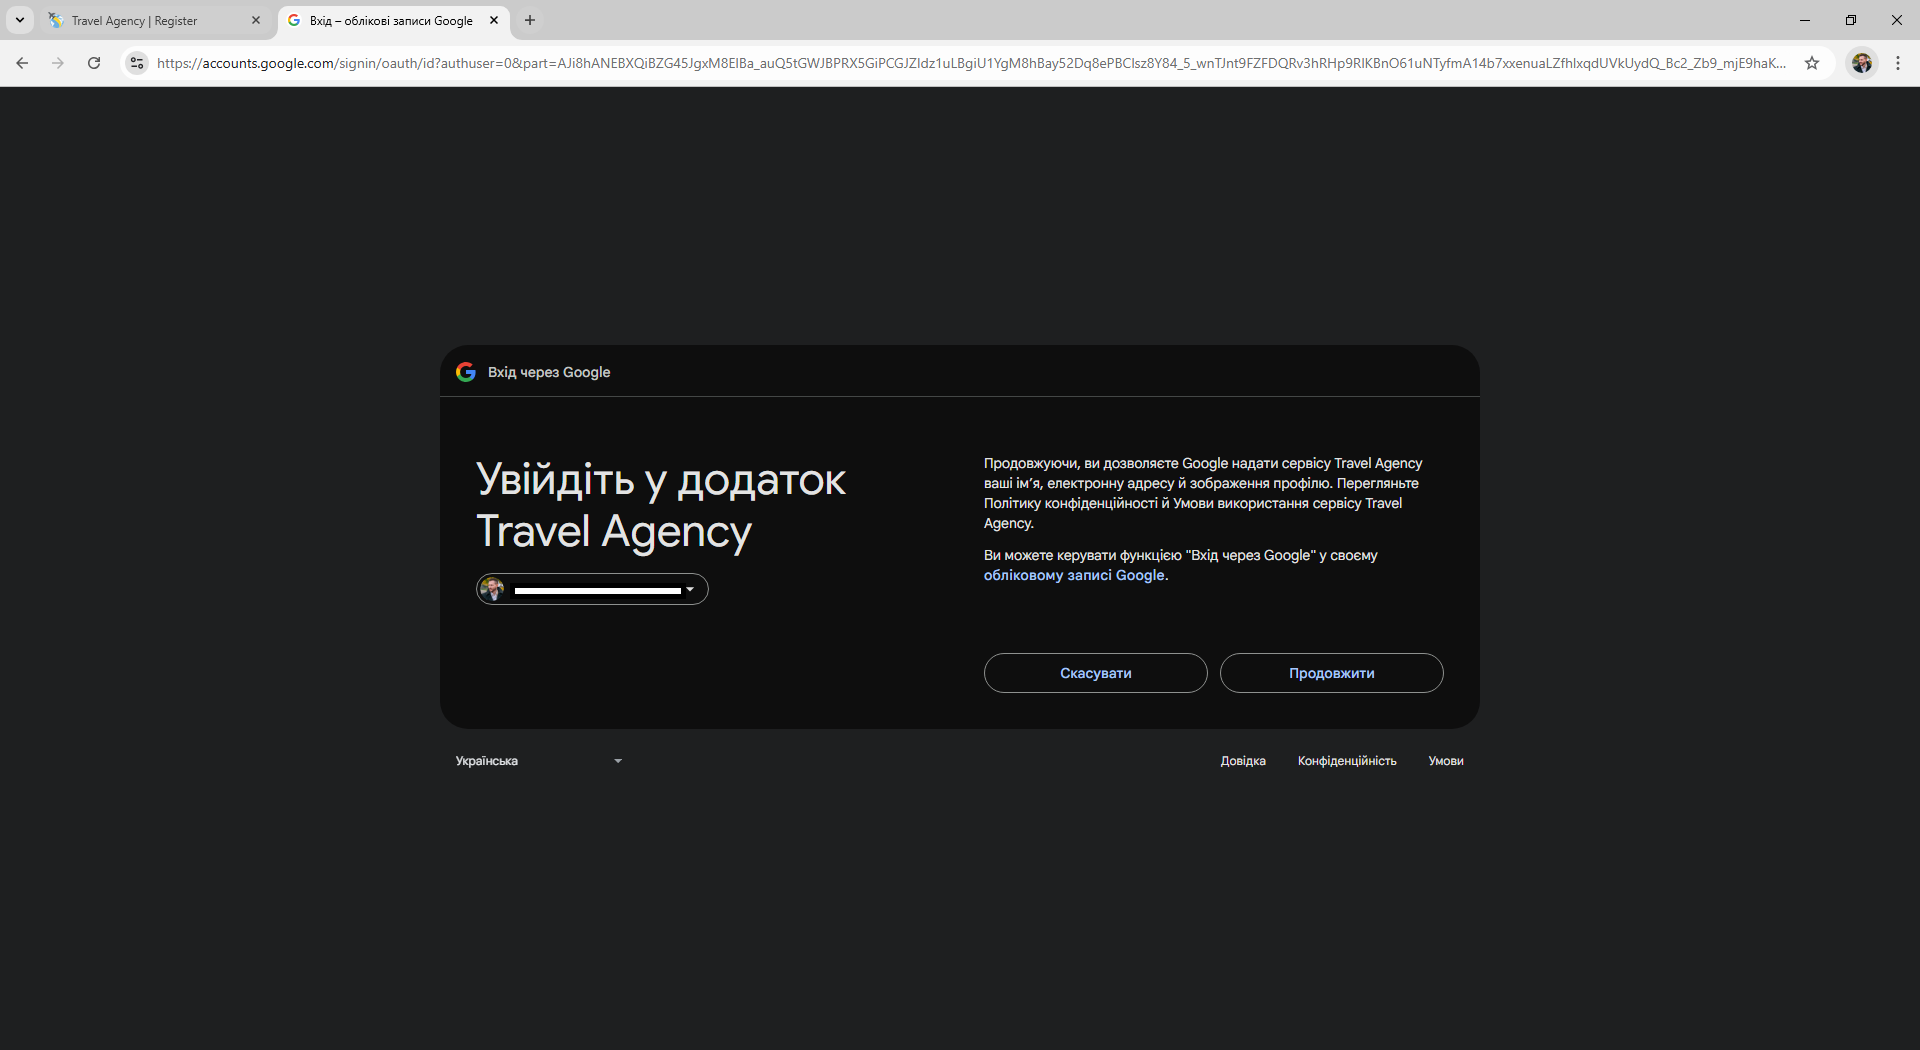 Travel Agency | Register
Вхід – облікові записи Google
https://accounts.google.com/signin/oauth/id?authuser=0&part=
Вхід через Google
Увійдіть у додаток
Travel Agency
Продовжуючи, ви дозволяєте Google надати сервісу Travel Agency
ваші ім’я, електронну адресу й зображення профілю. Перегляньте
Політику конфіденційності й Умови використання сервісу Travel
Agency.
Ви можете керувати функцією "Вхід через Google" у своєму
обліковому записі Google.
Скасувати
Продовжити
Українська
Довідка
Конфіденційність
Умови